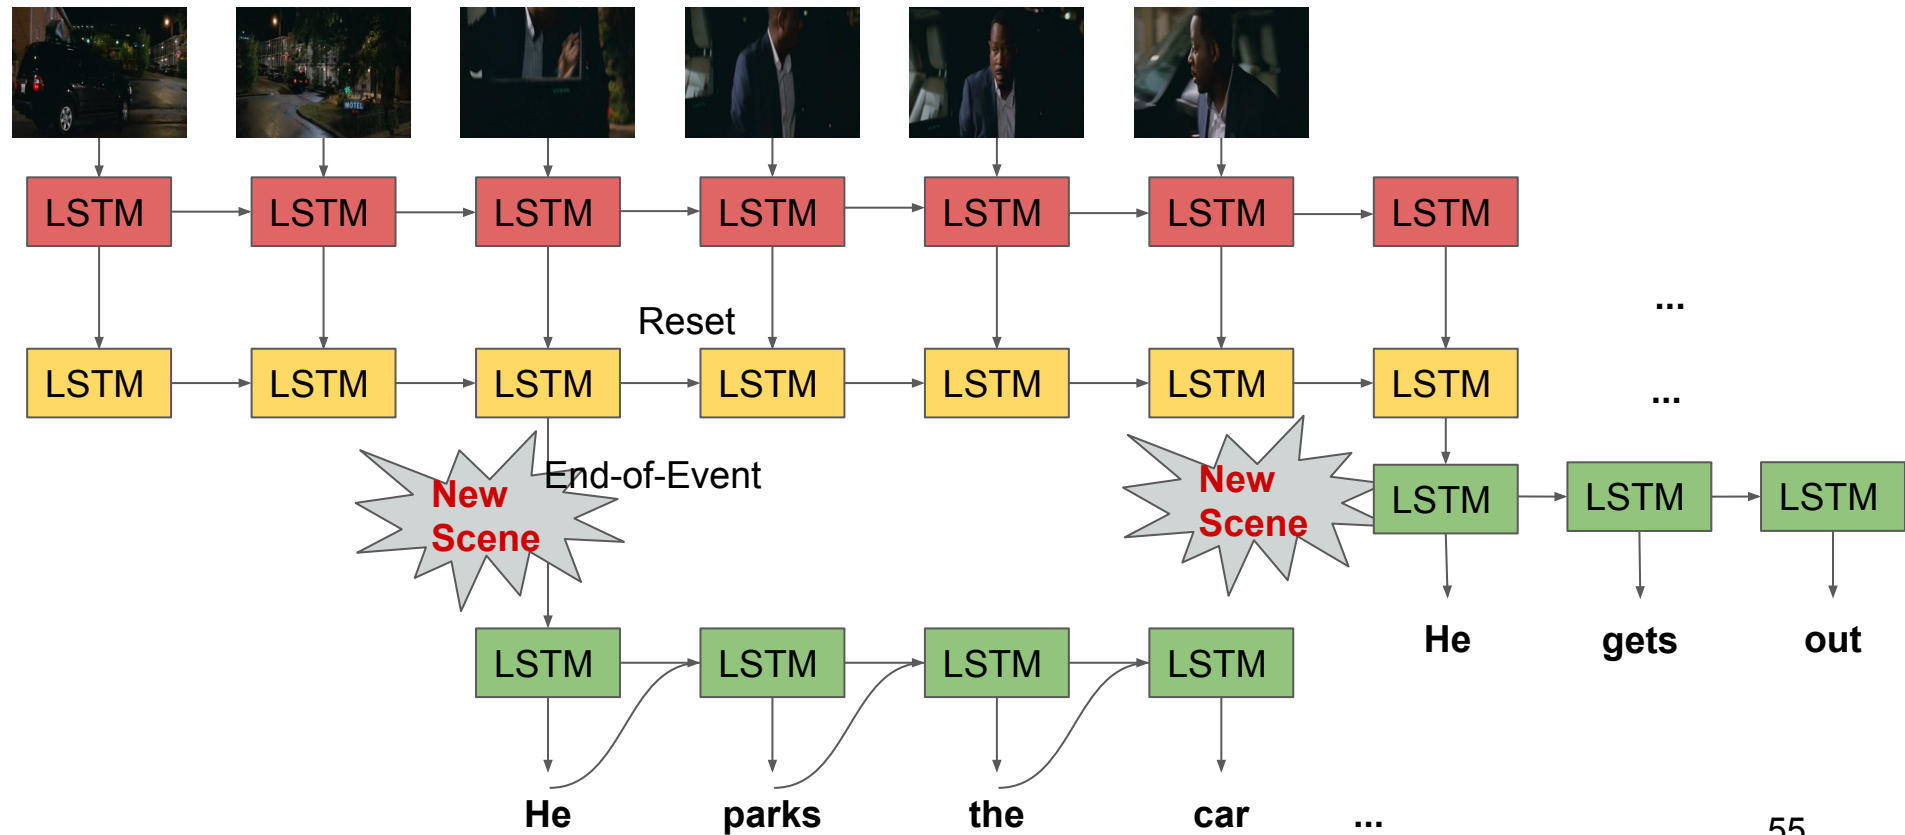 MOTEL
LSTM LSTM LSTM LSTM LSTM LSTM LSTM
...
Reset
LSTM LSTM LSTM LSTM LSTM LSTM LSTM
...
End-of-Event
New
Scene
New
Scene
LSTM LSTM LSTM
He gets out
LSTM LSTM LSTM LSTM
He parks the car ...
55